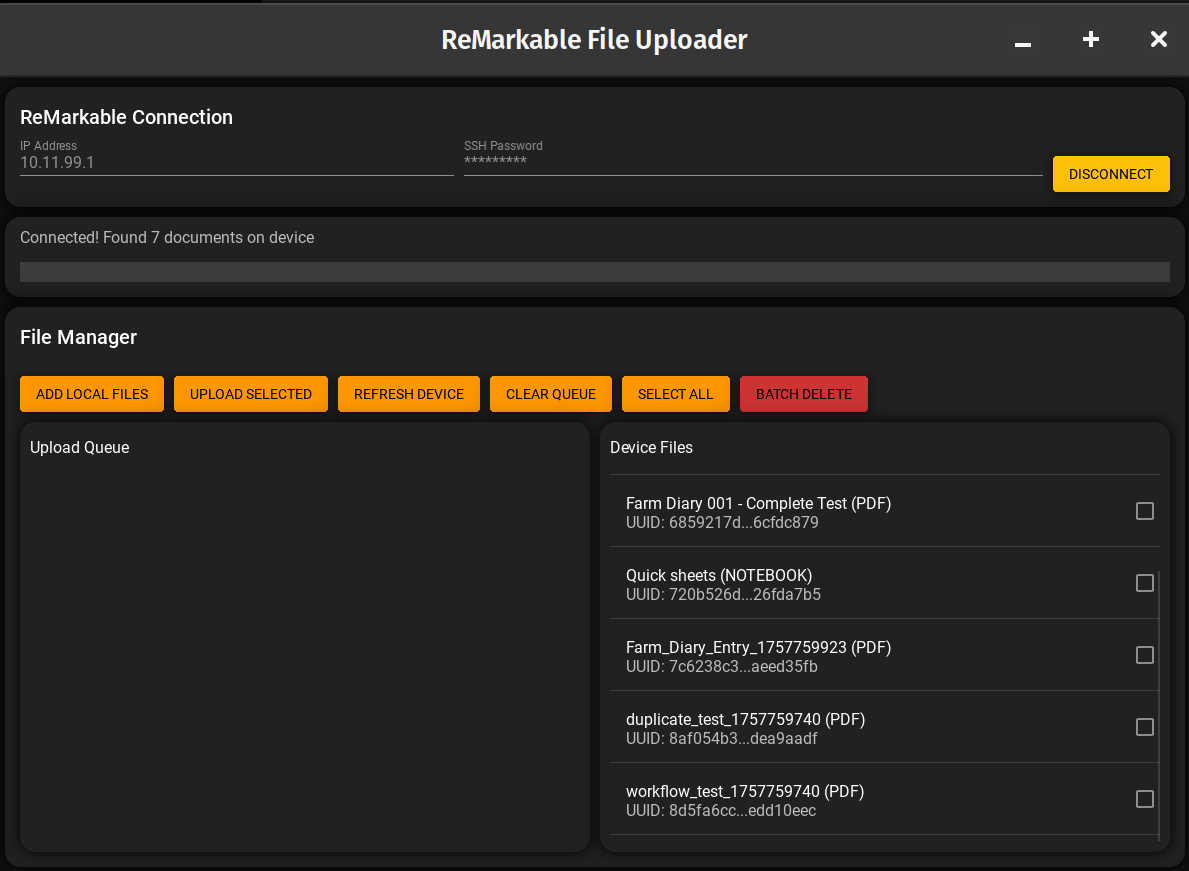 ReMarkable File Uploader
ReMarkable Connection
IP Address
10.11.99.1
SSH Password
*********
DISCONNECT
Connected! Found 7 documents on device
File Manager
ADD LOCAL FILES
UPLOAD SELECTED
REFRESH DEVICE
CLEAR QUEUE
SELECT ALL
BATCH DELETE
Upload Queue
Device Files
Farm Diary 001 - Complete Test (PDF)
UUID: 6859217d...6cfdc879
Quick sheets (NOTEBOOK)
UUID: 720b526d...26fda7b5
Farm_Diary_Entry_1757759923 (PDF)
UUID: 7c6238c3...aeed35fb
duplicate_test_1757759740 (PDF)
UUID: 8af054b3...dea9aadf
workflow_test_1757759740 (PDF)
UUID: 8d5fa6cc...edd10eec